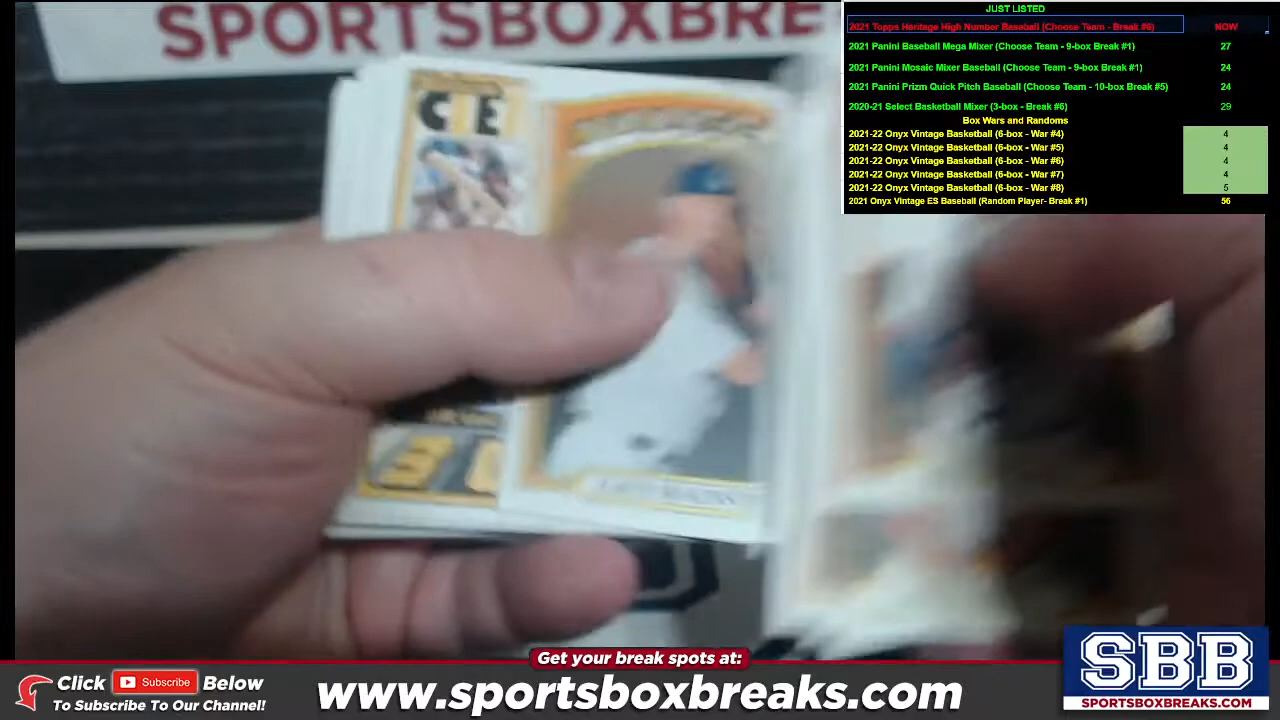 SPORTSBOXBRE
JUST LISTED
2021 Topps Heritage High Number Baseball (Choose Team - Break #6) NOW
2021 Panini Baseball Mega Mixer (Choose Team - 9-box Break #1) 27
2021 Panini Mosaic Mixer Baseball (Choose Team - 9-box Break #1) 24
2021 Panini Prizm Quick Pitch Baseball (Choose Team - 10-box Break #5) 24
2020-21 Select Basketball Mixer (3-box - Break #6) 29
Box Wars and Randoms
2021-22 Onyx Vintage Basketball (6-box - War #4) 4
2021-22 Onyx Vintage Basketball (6-box - War #5) 4
2021-22 Onyx Vintage Basketball (6-box - War #6) 4
2021-22 Onyx Vintage Basketball (6-box - War #7) 4
2021-22 Onyx Vintage Basketball (6-box - War #8) 5
2021 Onyx Vintage ES Baseball (Random Player- Break #1) 56
C E
3
Get your break spots at:
Click Subscribe Below
To Subscribe To Our Channel!
www.sportsboxbreaks.com
SBB
SPORTSBOXBREAKS.COM